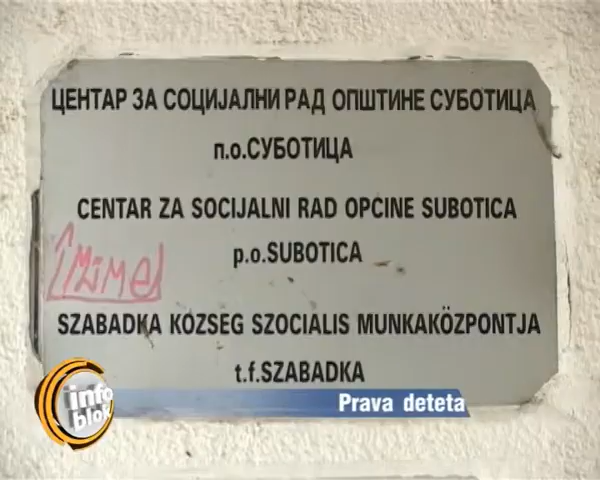 ЦЕНТАР ЗА СОЦИЈАЛНИ РАД ОПШТИНЕ СУБОТИЦА
п.о.СУБОТИЦА
CENTAR ZA SOCIJALNI RAD OPCINE SUBOTICA
p.o.SUBOTICA
SZABADKA KÖZSEG SZOCIALIS MUNKAKÖZPONTJA
t.f.SZABADKA
info
blok
Prava deteta